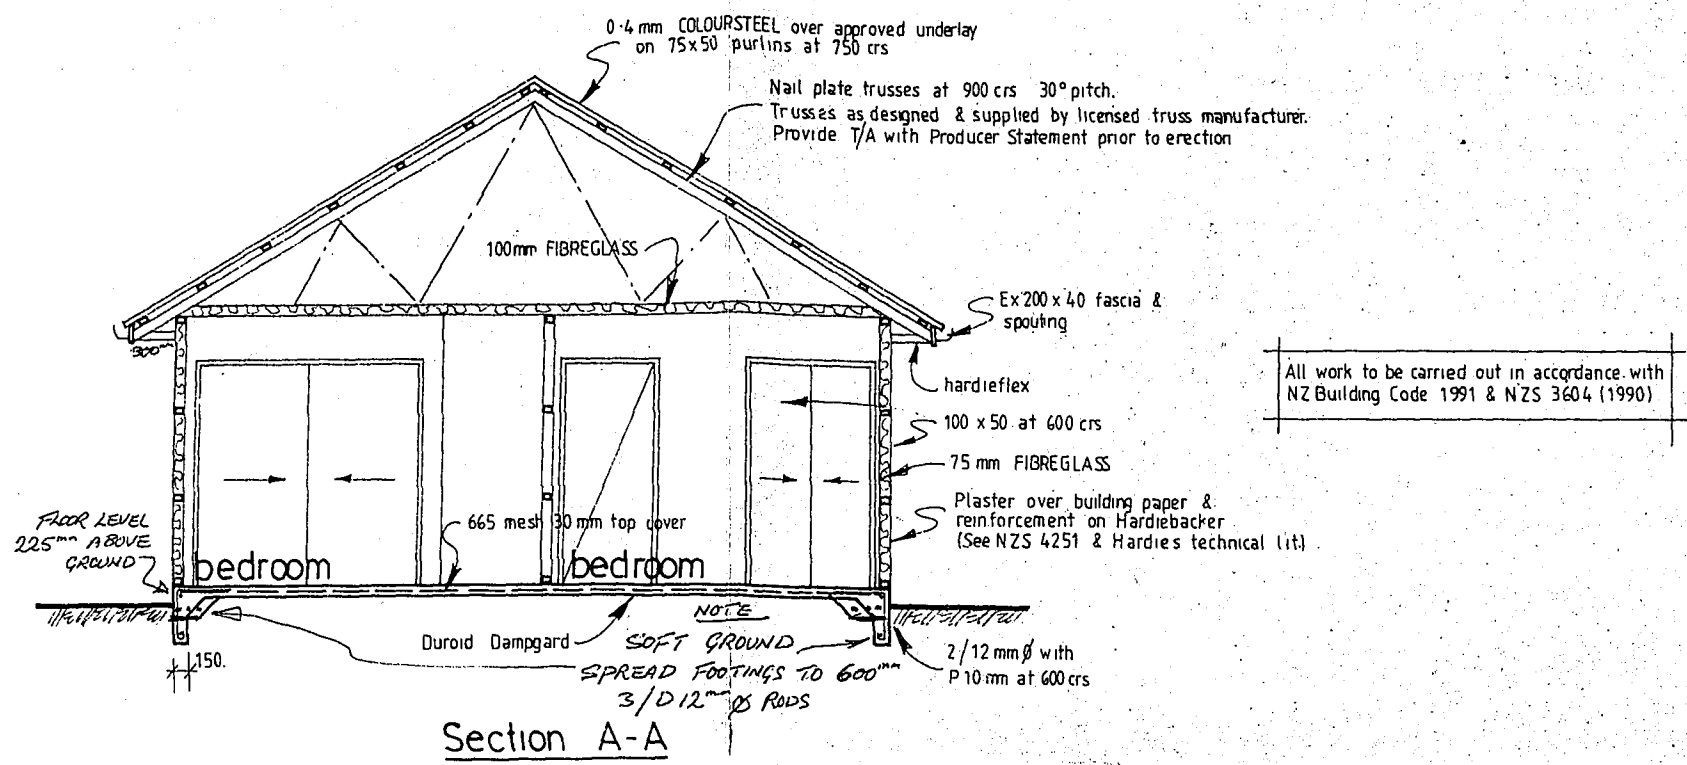 0.4 mm COLOURSTEEL over approved underlay
on 75x50 purlins at 750 crs
Nail plate trusses at 900 crs 30° pitch.
Trusses as designed & supplied by licensed truss manufacturer.
Provide T/A with Producer Statement prior to erection
100mm FIBREGLASS
Ex 200 x 40 fascia &
spouting
300mm
hardieflex
All work to be carried out in accordance with
NZ Building Code 1991 & NZS 3604 (1990)
100 x 50 at 600 crs
75 mm FIBREGLASS
Plaster over building paper &
reinforcement on Hardiebacker
(See NZS 4251 & Hardies technical lit.)
665 mesh 30 mm top cover
FLOOR LEVEL
225mm ABOVE
GROUND
bedroom
bedroom
NOTE
Duroid Dampgard
SOFT GROUND
SPREAD FOOTINGS TO 600mm
3/D12mm ø RODS
2/12 mm ø with
P 10 mm at 600 crs
150.
Section A-A